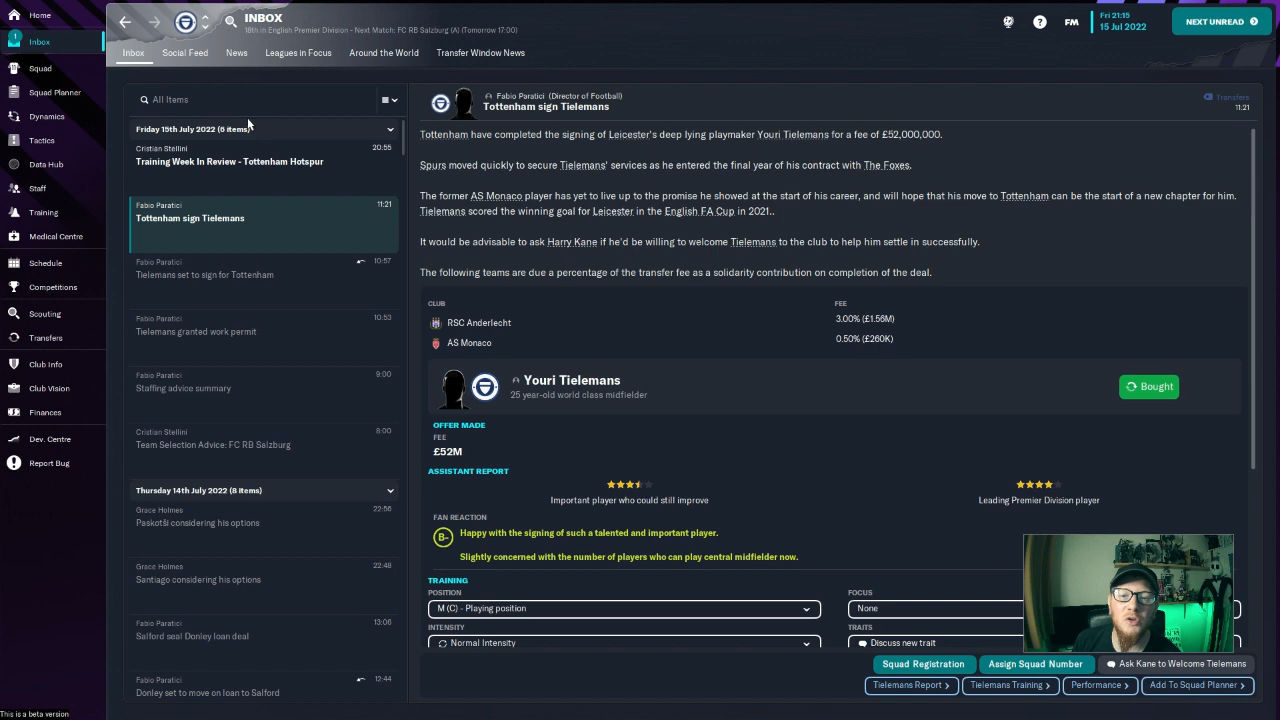 Home
1
Inbox
Squad
Squad Planner
Dynamics
Tactics
Data Hub
Staff
Training
Medical Centre
Schedule
Competitions
Scouting
Transfers
Club Info
Club Vision
Finances
Dev. Centre
Report Bug
This is a beta version
INBOX
18th in English Premier Division - Next Match: FC RB Salzburg (A) (Tomorrow 17:00)
FM
Fri 21:15
15 Jul 2022
NEXT UNREAD
Inbox
Social Feed
News
Leagues in Focus
Around the World
Transfer Window News
All Items
Friday 15th July 2022 (6 items)
Cristian Stellini
20:55
Training Week In Review - Tottenham Hotspur
Fabio Paratici
11:21
Tottenham sign Tielemans
Fabio Paratici
10:57
Tielemans set to sign for Tottenham
Fabio Paratici
10:53
Tielemans granted work permit
Fabio Paratici
9:00
Staffing advice summary
Cristian Stellini
8:00
Team Selection Advice: FC RB Salzburg
Thursday 14th July 2022 (8 items)
Grace Holmes
22:56
Paskotši considering his options
Grace Holmes
22:48
Santiago considering his options
Fabio Paratici
13:06
Salford seal Donley loan deal
Fabio Paratici
12:44
Donley set to move on loan to Salford
Fabio Paratici (Director of Football)
Tottenham sign Tielemans
Transfers
11:21
Tottenham have completed the signing of Leicester's deep lying playmaker Youri Tielemans for a fee of £52,000,000.
Spurs moved quickly to secure Tielemans' services as he entered the final year of his contract with The Foxes.
The former AS Monaco player has yet to live up to the promise he showed at the start of his career, and will hope that his move to Tottenham can be the start of a new chapter for him.
Tielemans scored the winning goal for Leicester in the English FA Cup in 2021..
It would be advisable to ask Harry Kane if he'd be willing to welcome Tielemans to the club to help him settle in successfully.
The following teams are due a percentage of the transfer fee as a solidarity contribution on completion of the deal.
CLUB
FEE
RSC Anderlecht
3.00% (£1.56M)
AS Monaco
0.50% (£260K)
Youri Tielemans
25 year-old world class midfielder
Bought
OFFER MADE
FEE
£52M
ASSISTANT REPORT
Important player who could still improve
Leading Premier Division player
FAN REACTION
B-
Happy with the signing of such a talented and important player.
Slightly concerned with the number of players who can play central midfielder now.
TRAINING
POSITION
FOCUS
M (C) - Playing position
None
INTENSITY
TRAITS
Normal Intensity
Discuss new trait
Squad Registration
Assign Squad Number
Ask Kane to Welcome Tielemans
Tielemans Report
Tielemans Training
Performance
Add To Squad Planner